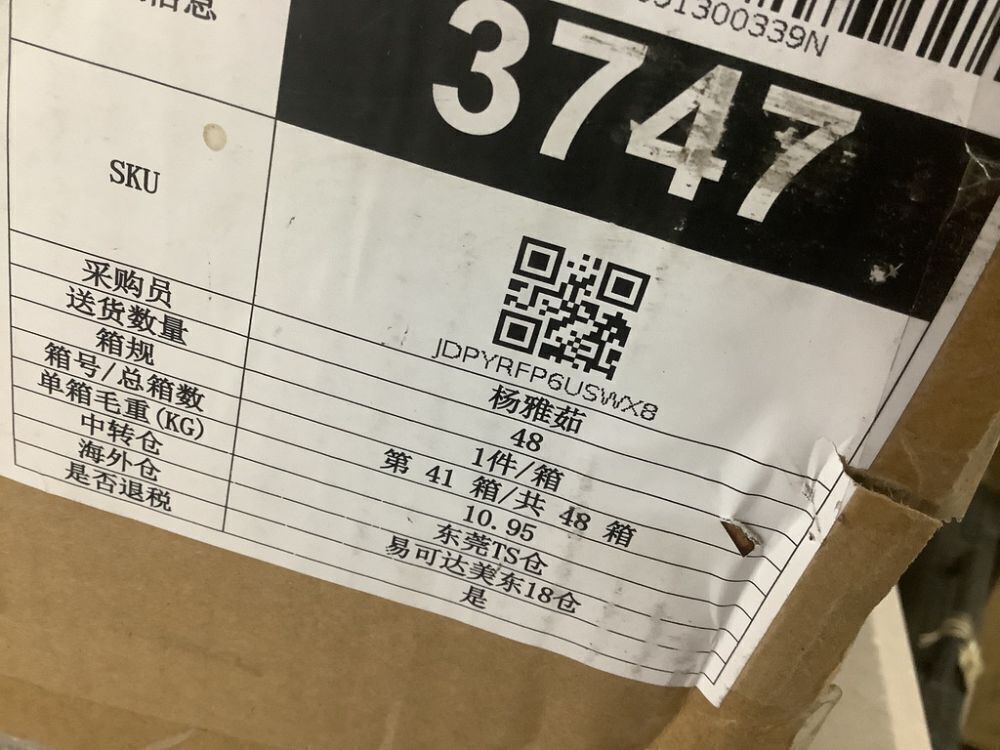 信息
3747
1300339N
SKU
JDPYRFP6USWX8
采购员 杨雅茹
送货数量 48
箱规 1件/箱
箱号/总箱数 第 41 箱/共 48 箱
单箱毛重(KG) 10.95
中转仓 东莞TS仓
海外仓 易可达美东18仓
是否退税 是